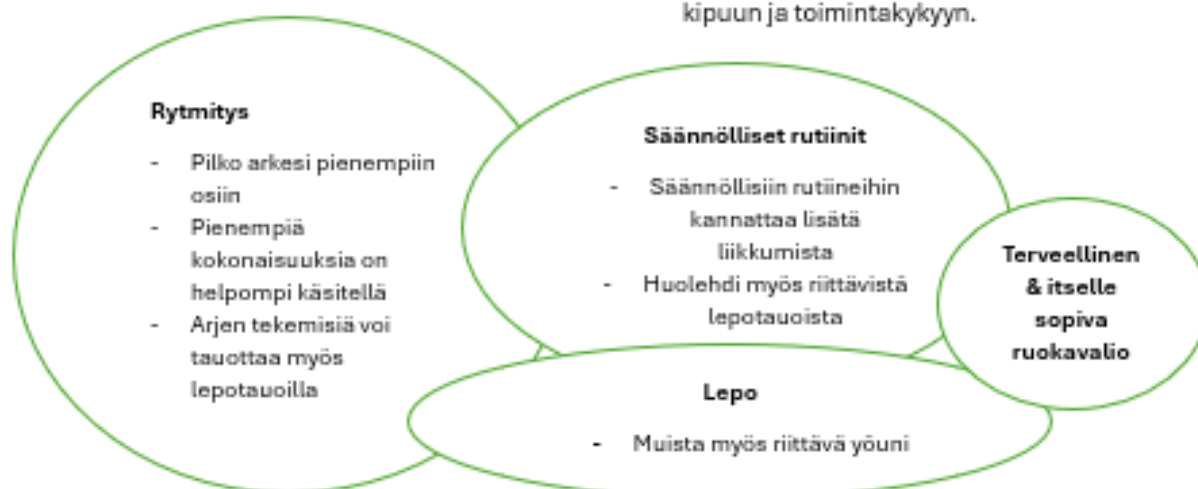 kipuun ja toimintakykyyn.
Rytmitys
- Pilko arkesi pienempiin
osiin
- Pienempiä
kokonaisuuksia on
helpompi käsitellä
- Arjen tekemisiä voi
tauottaa myös
lepotauoilla
Säännölliset rutiinit
- Säännöllisiin rutiineihin
kannattaa lisätä
liikkumista
- Huolehdi myös riittävistä
lepotauoista
Terveellinen
& itselle
sopiva
ruokavalio
Lepo
- Muista myös riittävä yöuni